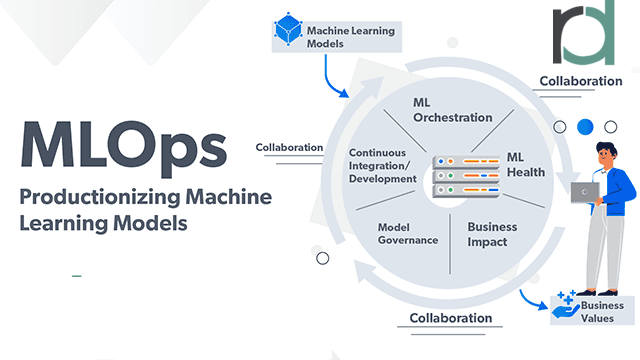 MLOps
Productionizing Machine
Learning Models
Machine Learning
Models
rd
Collaboration
Collaboration
ML
Orchestration
Continuous
Integration/
Development
ML
Health
Model
Governance
Business
Impact
Collaboration
Business
Values